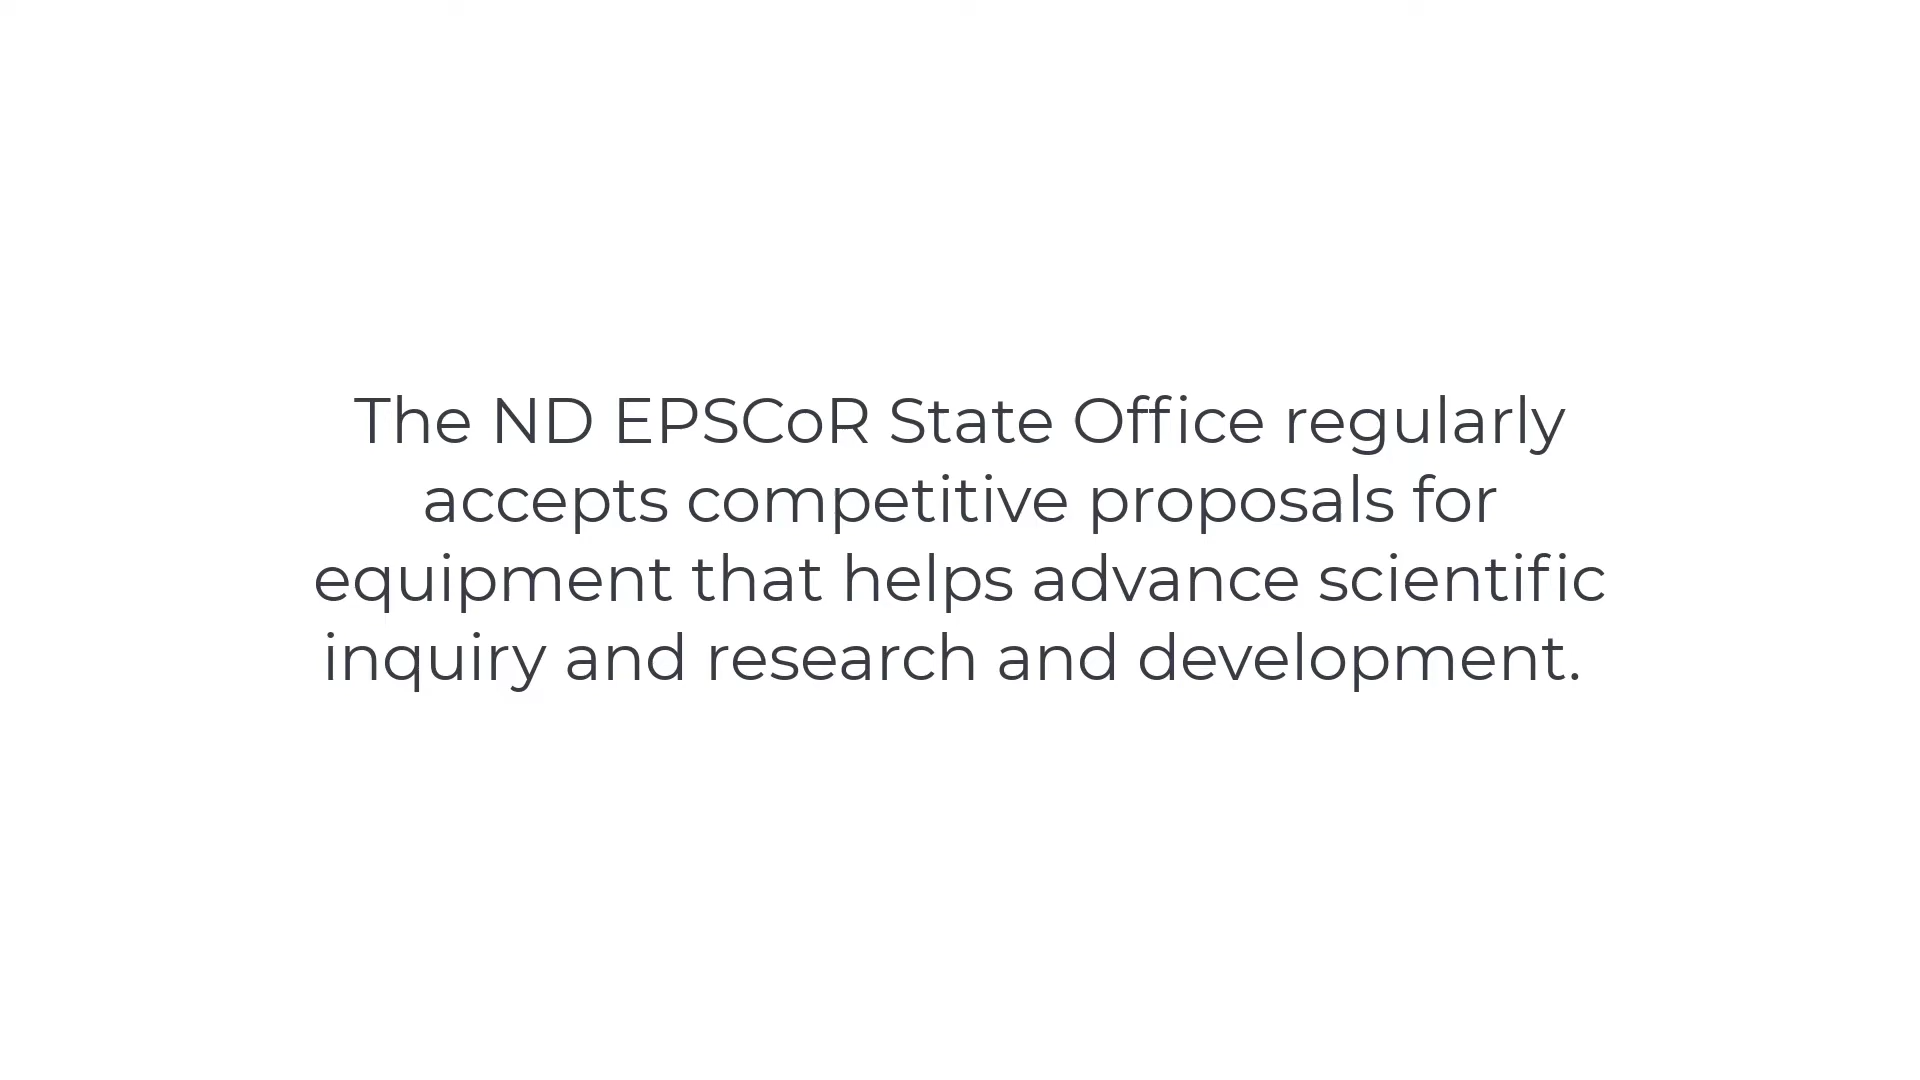 The ND EPSCoR State Office regularly
accepts competitive proposals for
equipment that helps advance scientific
inquiry and research and development.